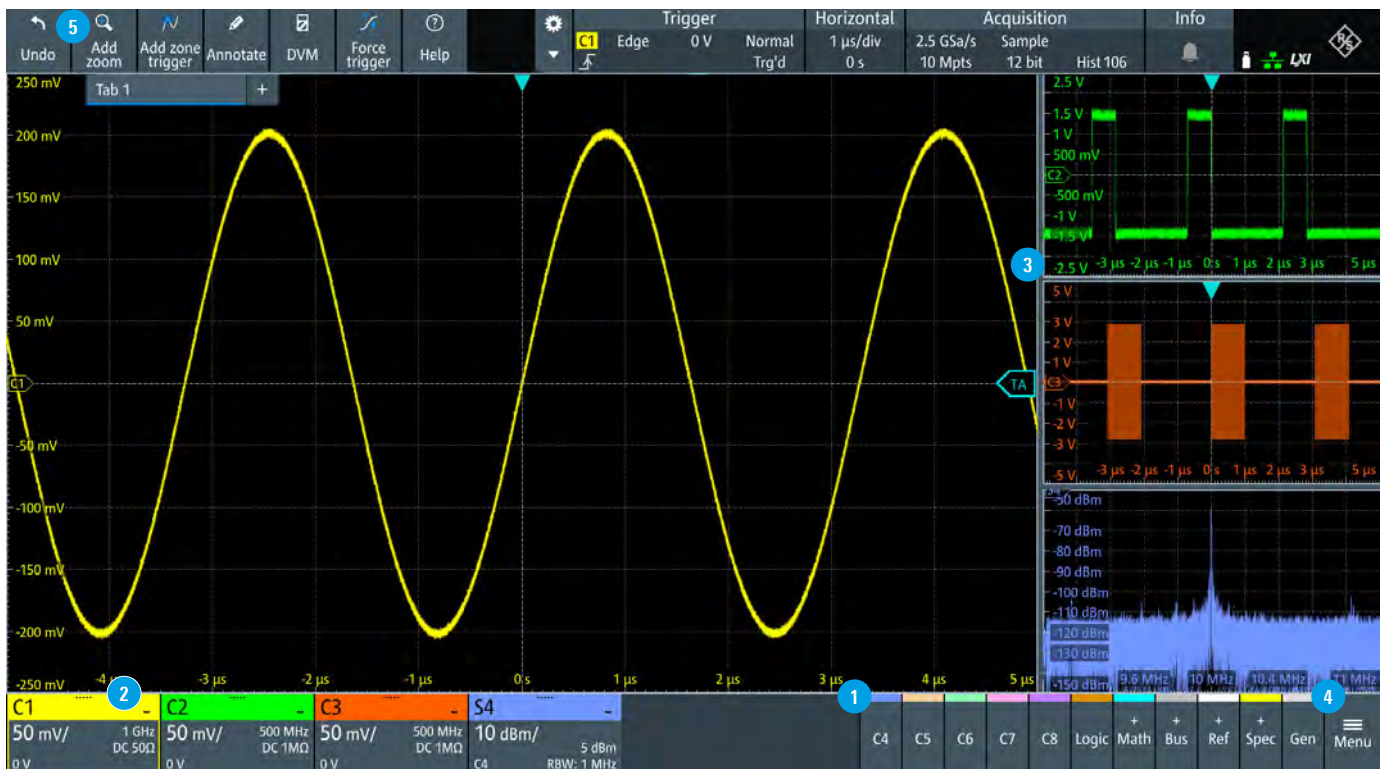 5
Undo
Add zoom
Add zone trigger
Annotate
DVM
Force trigger
Help
Trigger
C1 Edge 0 V Normal
Trg'd
Horizontal
1 µs/div
0 s
Acquisition
2.5 GSa/s Sample
10 Mpts 12 bit Hist 106
Info
LXI
R&S
Tab 1 +
250 mV
200 mV
150 mV
100 mV
50 mV
C1
-50 mV
-100 mV
-150 mV
-200 mV
-250 mV
-4 µs -3 µs -2 µs -1 µs 0 s 1 µs 2 µs 3 µs 4 µs 5 µs
TA
2.5 V
1.5 V
1 V
500 mV
C2
-500 mV
-1 V
-1.5 V
-2.5 V
-3 µs -2 µs -1 µs 0 s 1 µs 2 µs 3 µs 5 µs
3
5 V
3 V
2 V
1 V
C3
-1 V
-2 V
-3 V
-5 V
-3 µs -2 µs -1 µs 0 s 1 µs 2 µs 3 µs 5 µs
-50 dBm
-70 dBm
-80 dBm
-90 dBm
-100 dBm
-110 dBm
-120 dBm
-130 dBm
-150 dBm
9.6 MHz 10 MHz 10.4 MHz 11 MHz
2
C1
50 mV/ 1 GHz
DC 50Ω
0 V
C2
50 mV/ 500 MHz
DC 1MΩ
0 V
C3
50 mV/ 500 MHz
DC 1MΩ
0 V
S4
10 dBm/
5 dBm
C4 RBW: 1 MHz
1
C4
C5
C6
C7
C8
Logic
+ Math
+ Bus
+ Ref
+ Spec
Gen
4
Menu